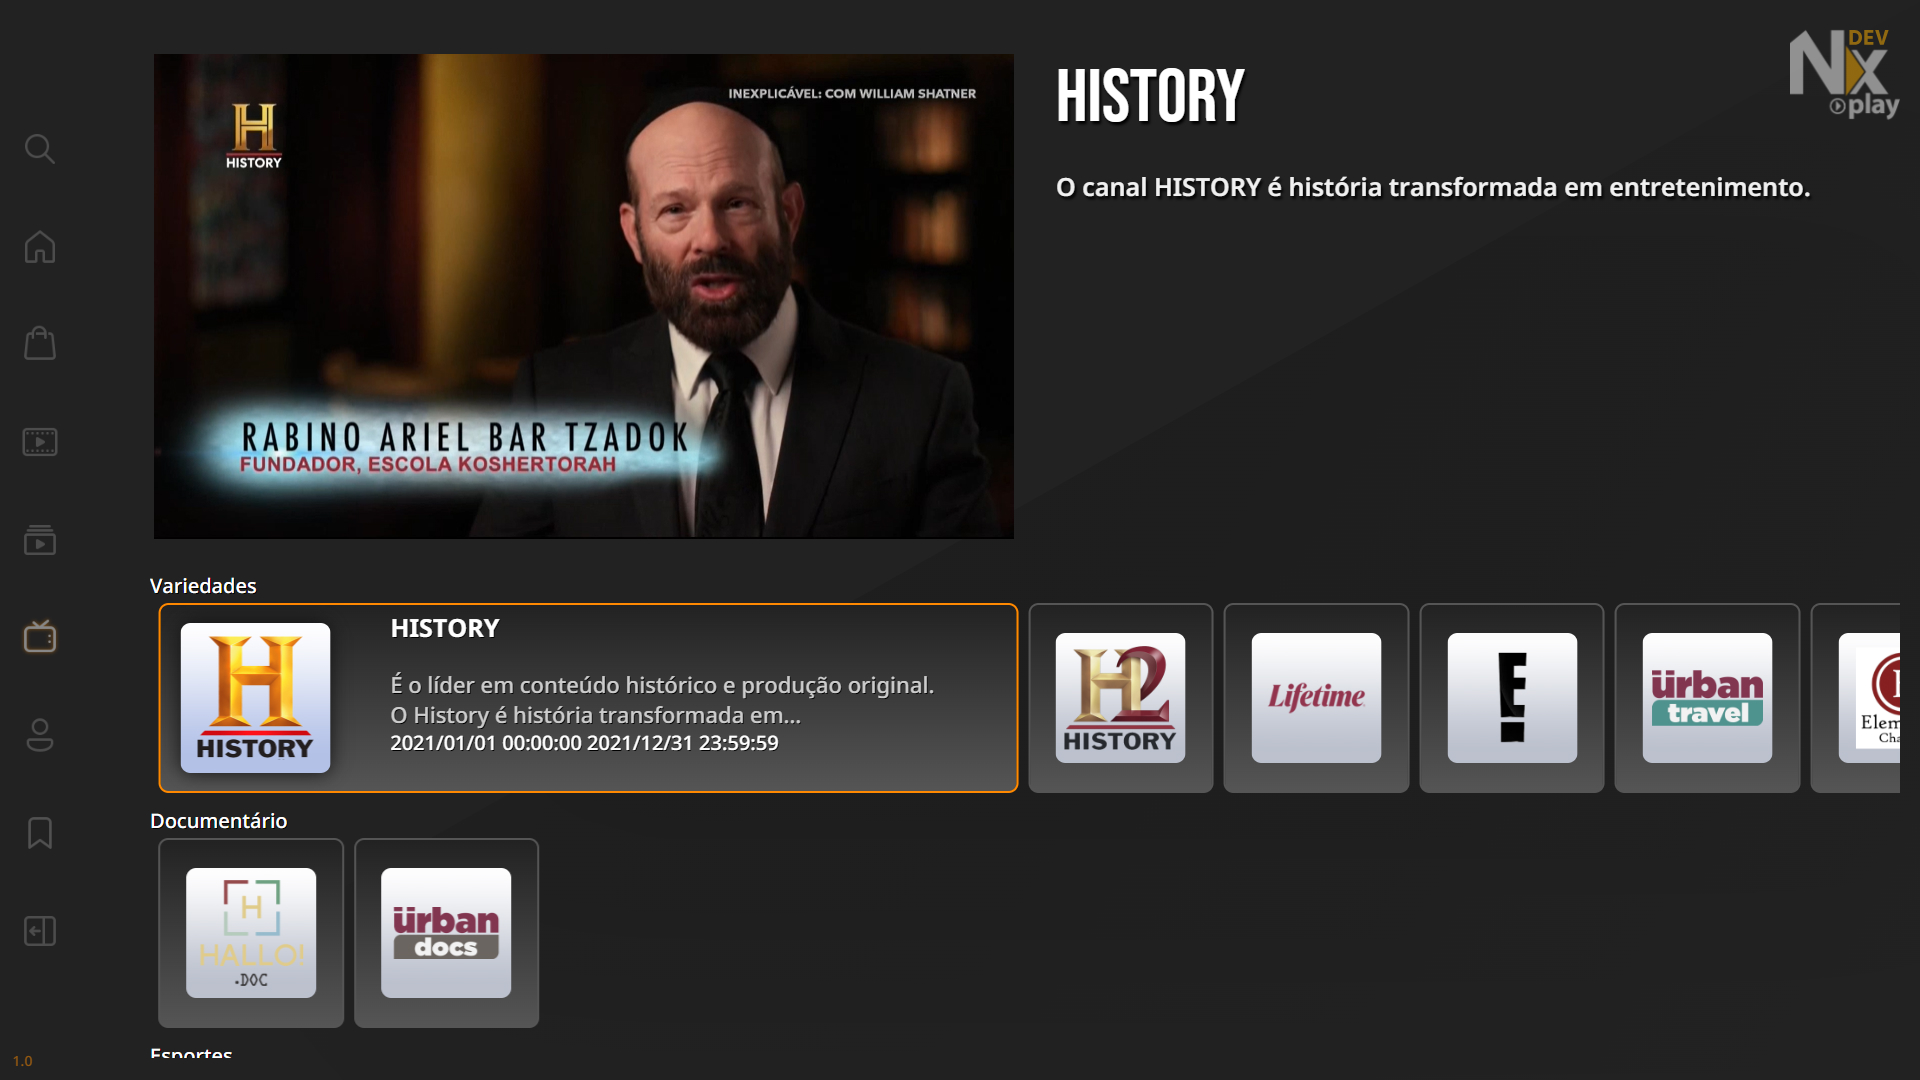 INEXPLICÁVEL: COM WILLIAM SHATNER
HISTORY
RABINO ARIEL BAR TZADOK
FUNDADOR, ESCOLA KOSHERTORAH
HISTORY
O canal HISTORY é história transformada em entretenimento.
DEV
Nx
play
Variedades
HISTORY
HISTORY
É o líder em conteúdo histórico e produção original.
O History é história transformada em...
2021/01/01 00:00:00 2021/12/31 23:59:59
H2
HISTORY
Lifetime
E!
ürban
travel
Elem
Cha
Documentário
H
HALLO!
.DOC
ürban
docs
Esportes
1.0